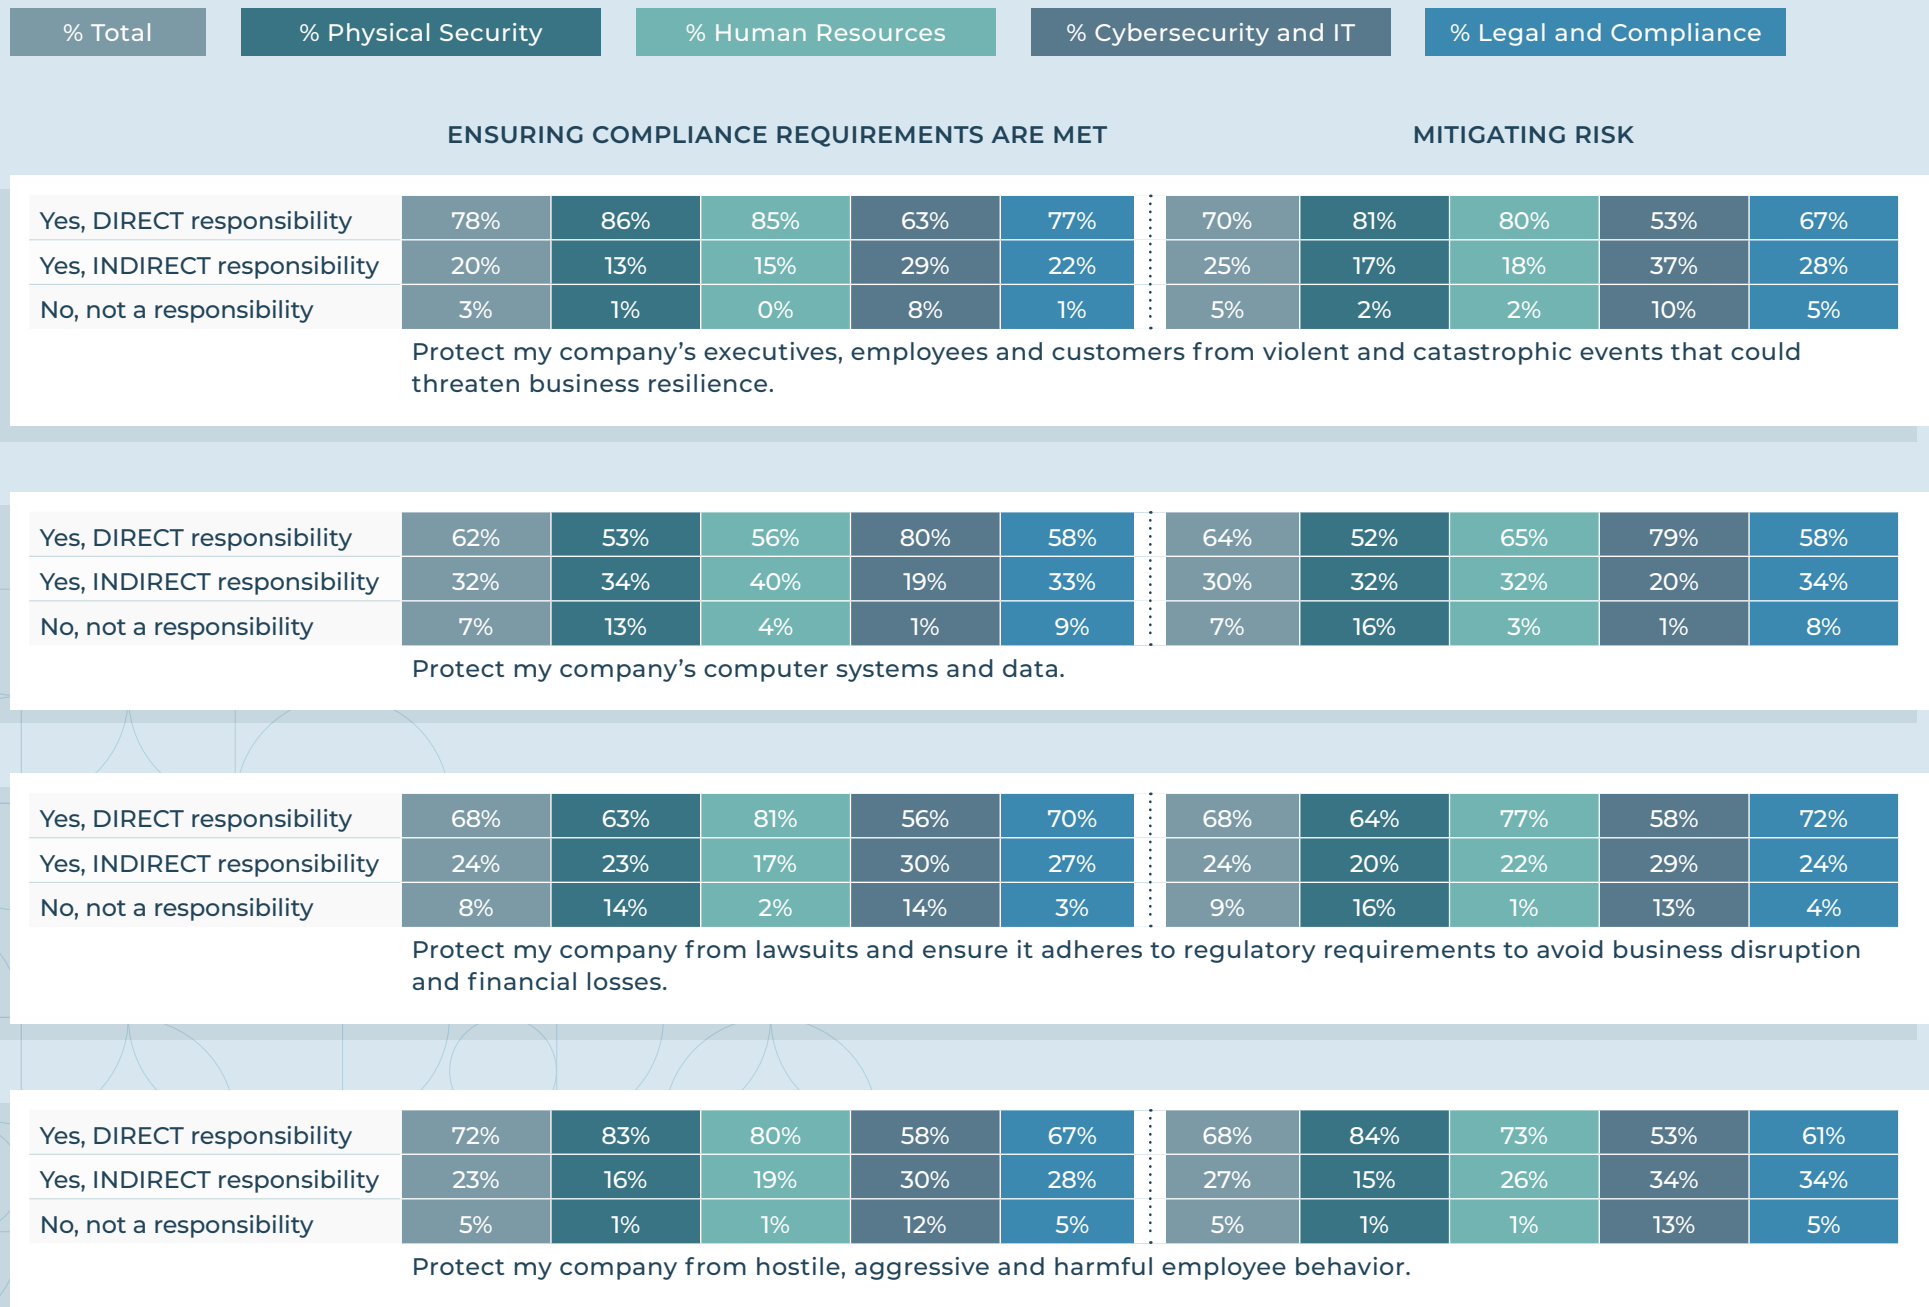 % Total % Physical Security % Human Resources % Cybersecurity and IT % Legal and Compliance
ENSURING COMPLIANCE REQUIREMENTS ARE MET MITIGATING RISK
Yes, DIRECT responsibility 78% 86% 85% 63% 77% 70% 81% 80% 53% 67%
Yes, INDIRECT responsibility 20% 13% 15% 29% 22% 25% 17% 18% 37% 28%
No, not a responsibility 3% 1% 0% 8% 1% 5% 2% 2% 10% 5%
Protect my company’s executives, employees and customers from violent and catastrophic events that could
threaten business resilience.
Yes, DIRECT responsibility 62% 53% 56% 80% 58% 64% 52% 65% 79% 58%
Yes, INDIRECT responsibility 32% 34% 40% 19% 33% 30% 32% 32% 20% 34%
No, not a responsibility 7% 13% 4% 1% 9% 7% 16% 3% 1% 8%
Protect my company’s computer systems and data.
Yes, DIRECT responsibility 68% 63% 81% 56% 70% 68% 64% 77% 58% 72%
Yes, INDIRECT responsibility 24% 23% 17% 30% 27% 24% 20% 22% 29% 24%
No, not a responsibility 8% 14% 2% 14% 3% 9% 16% 1% 13% 4%
Protect my company from lawsuits and ensure it adheres to regulatory requirements to avoid business disruption
and financial losses.
Yes, DIRECT responsibility 72% 83% 80% 58% 67% 68% 84% 73% 53% 61%
Yes, INDIRECT responsibility 23% 16% 19% 30% 28% 27% 15% 26% 34% 34%
No, not a responsibility 5% 1% 1% 12% 5% 5% 1% 1% 13% 5%
Protect my company from hostile, aggressive and harmful employee behavior.